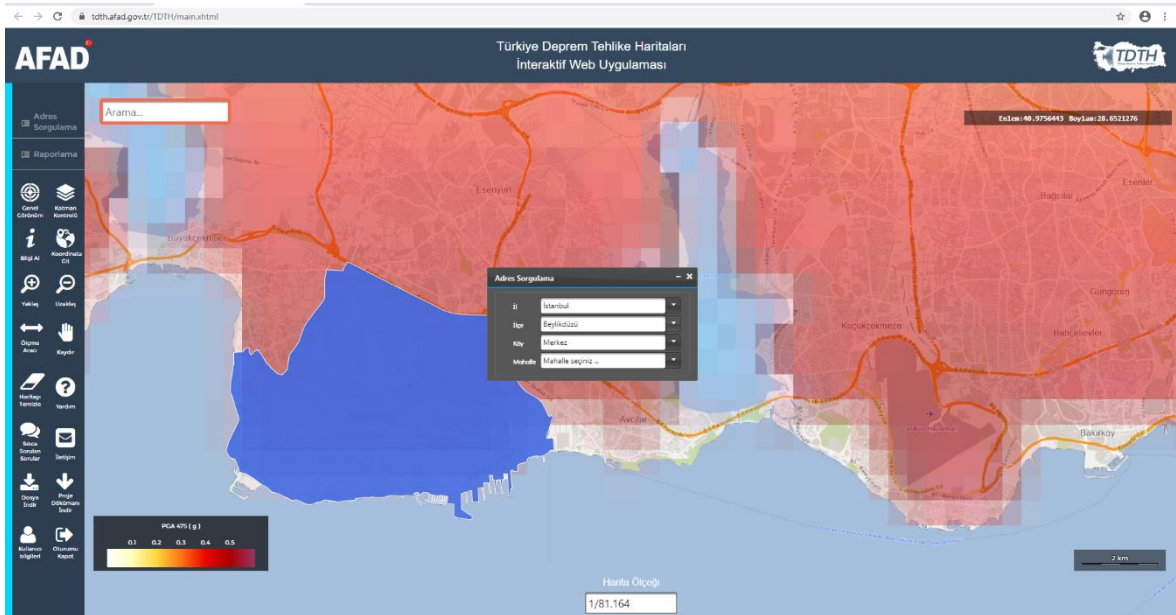 tdth.afad.gov.tr/TDTH/main.xhtml
AFAD
Türkiye Deprem Tehlike Haritaları
İnteraktif Web Uygulaması
TDTH
Adres
Sorgulama
Raporlama
Genel
Görünüm
Katman
Kontrolü
Bilgi Al
Koordinata
Git
Yaklaş
Uzaklaş
Ölçme
Aracı
Kaydır
Haritayı
Temizle
Yardım
Sıkca
Sorulan
Sorular
İletişim
Dosya
İndir
Proje
Dökümanı
İndir
Kullanıcı
bilgileri
Oturumu
Kapat
Arama...
Enlem:40.9756443 Boylam:28.6521276
Esenyurt
Büyükçekmece
Bağcılar
Esenler
Güngören
Küçükçekmece
Bahçelievler
Avcılar
Bakırköy
Adres Sorgulama
İl
İstanbul
İlçe
Beylikdüzü
Köy
Merkez
Mahalle
Mahalle seçiniz ...
PGA 475 ( g )
0.1 0.2 0.3 0.4 0.5
2 km
Harita Ölçeği
1/81.164